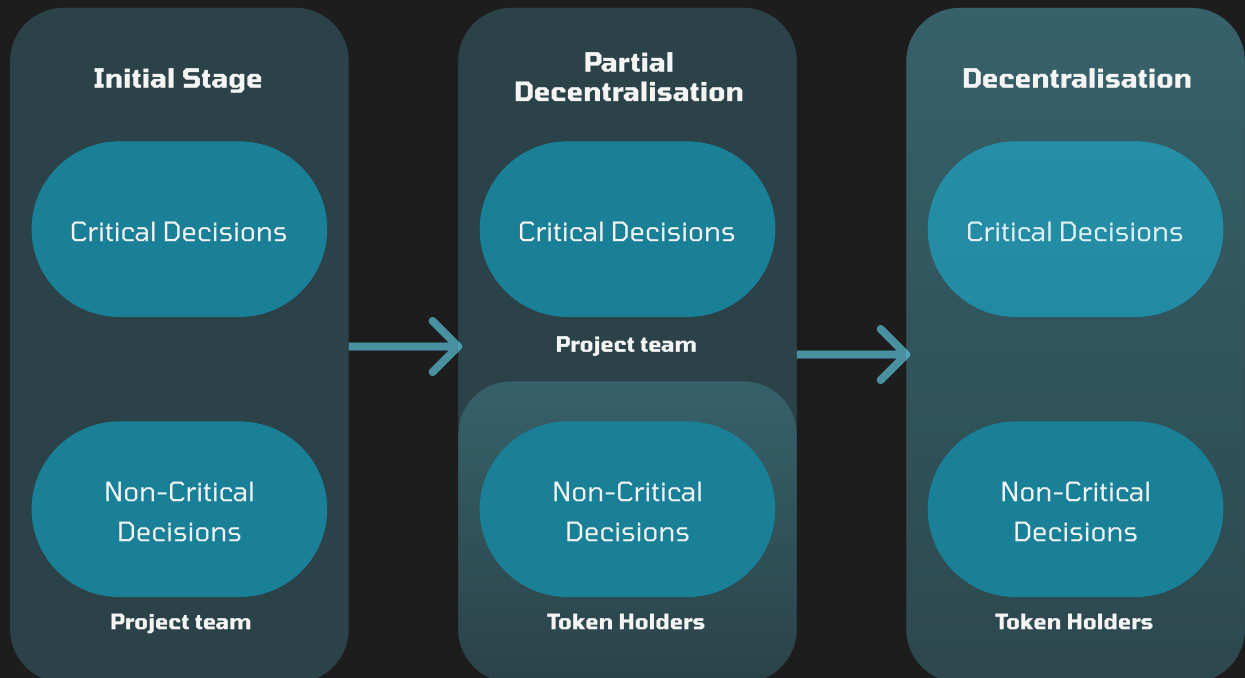 Initial Stage
Critical Decisions
Non-Critical
Decisions
Project team
Partial
Decentralisation
Critical Decisions
Project team
Non-Critical
Decisions
Token Holders
Decentralisation
Critical Decisions
Non-Critical
Decisions
Token Holders